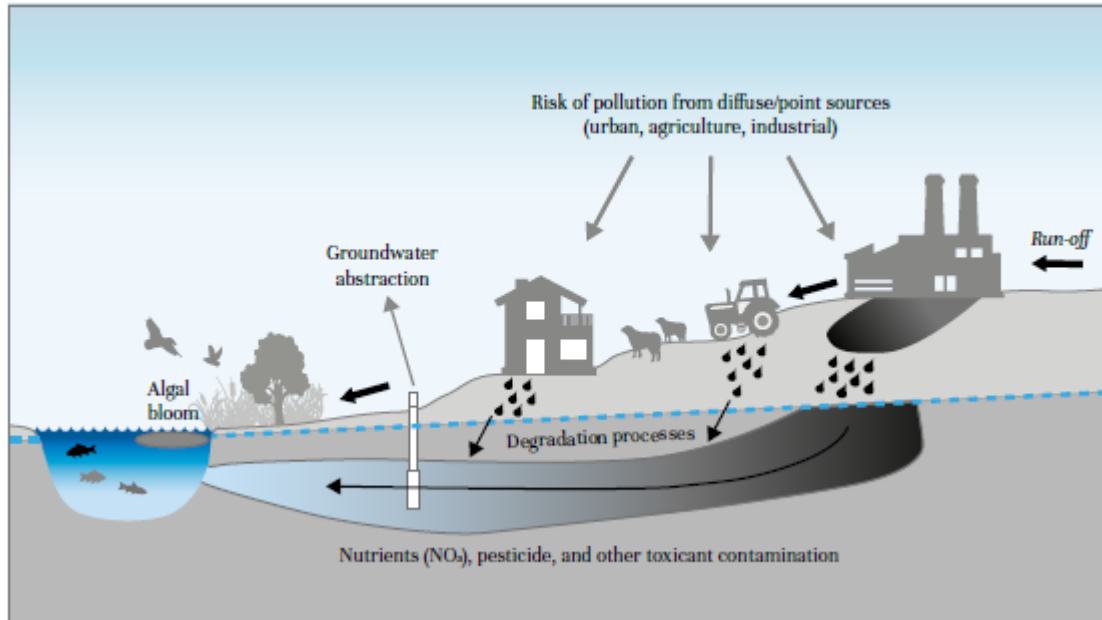 Risk of pollution from diffuse/point sources
(urban, agriculture, industrial)
Run-off
Groundwater
abstraction
Algal
bloom
Degradation processes
Nutrients (NO₃), pesticide, and other toxicant contamination